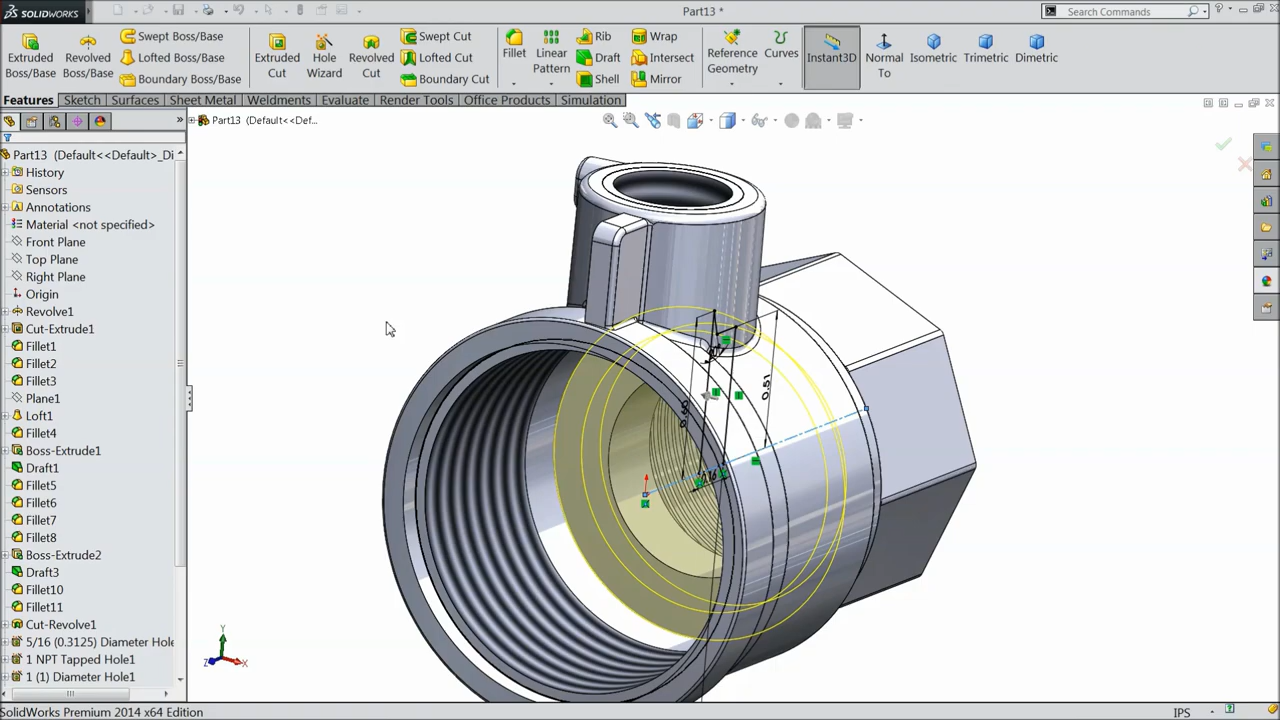 SOLIDWORKS
Part13 *
Search Commands
Extruded Boss/Base
Revolved Boss/Base
Swept Boss/Base
Lofted Boss/Base
Boundary Boss/Base
Extruded Cut
Hole Wizard
Revolved Cut
Swept Cut
Lofted Cut
Boundary Cut
Fillet
Linear Pattern
Rib
Draft
Shell
Wrap
Intersect
Mirror
Reference Geometry
Curves
Instant3D
Normal To
Isometric
Trimetric
Dimetric
Features
Sketch
Surfaces
Sheet Metal
Weldments
Evaluate
Render Tools
Office Products
Simulation
Part13 (Default<<Def...
Part13 (Default<<Default>_Di
History
Sensors
Annotations
Material <not specified>
Front Plane
Top Plane
Right Plane
Origin
Revolve1
Cut-Extrude1
Fillet1
Fillet2
Fillet3
Plane1
Loft1
Fillet4
Boss-Extrude1
Draft1
Fillet5
Fillet6
Fillet7
Fillet8
Boss-Extrude2
Draft3
Fillet10
Fillet11
Cut-Revolve1
5/16 (0.3125) Diameter Hole
1 NPT Tapped Hole1
1 (1) Diameter Hole1
0.60
0.51
Y
Z
X
SolidWorks Premium 2014 x64 Edition
IPS